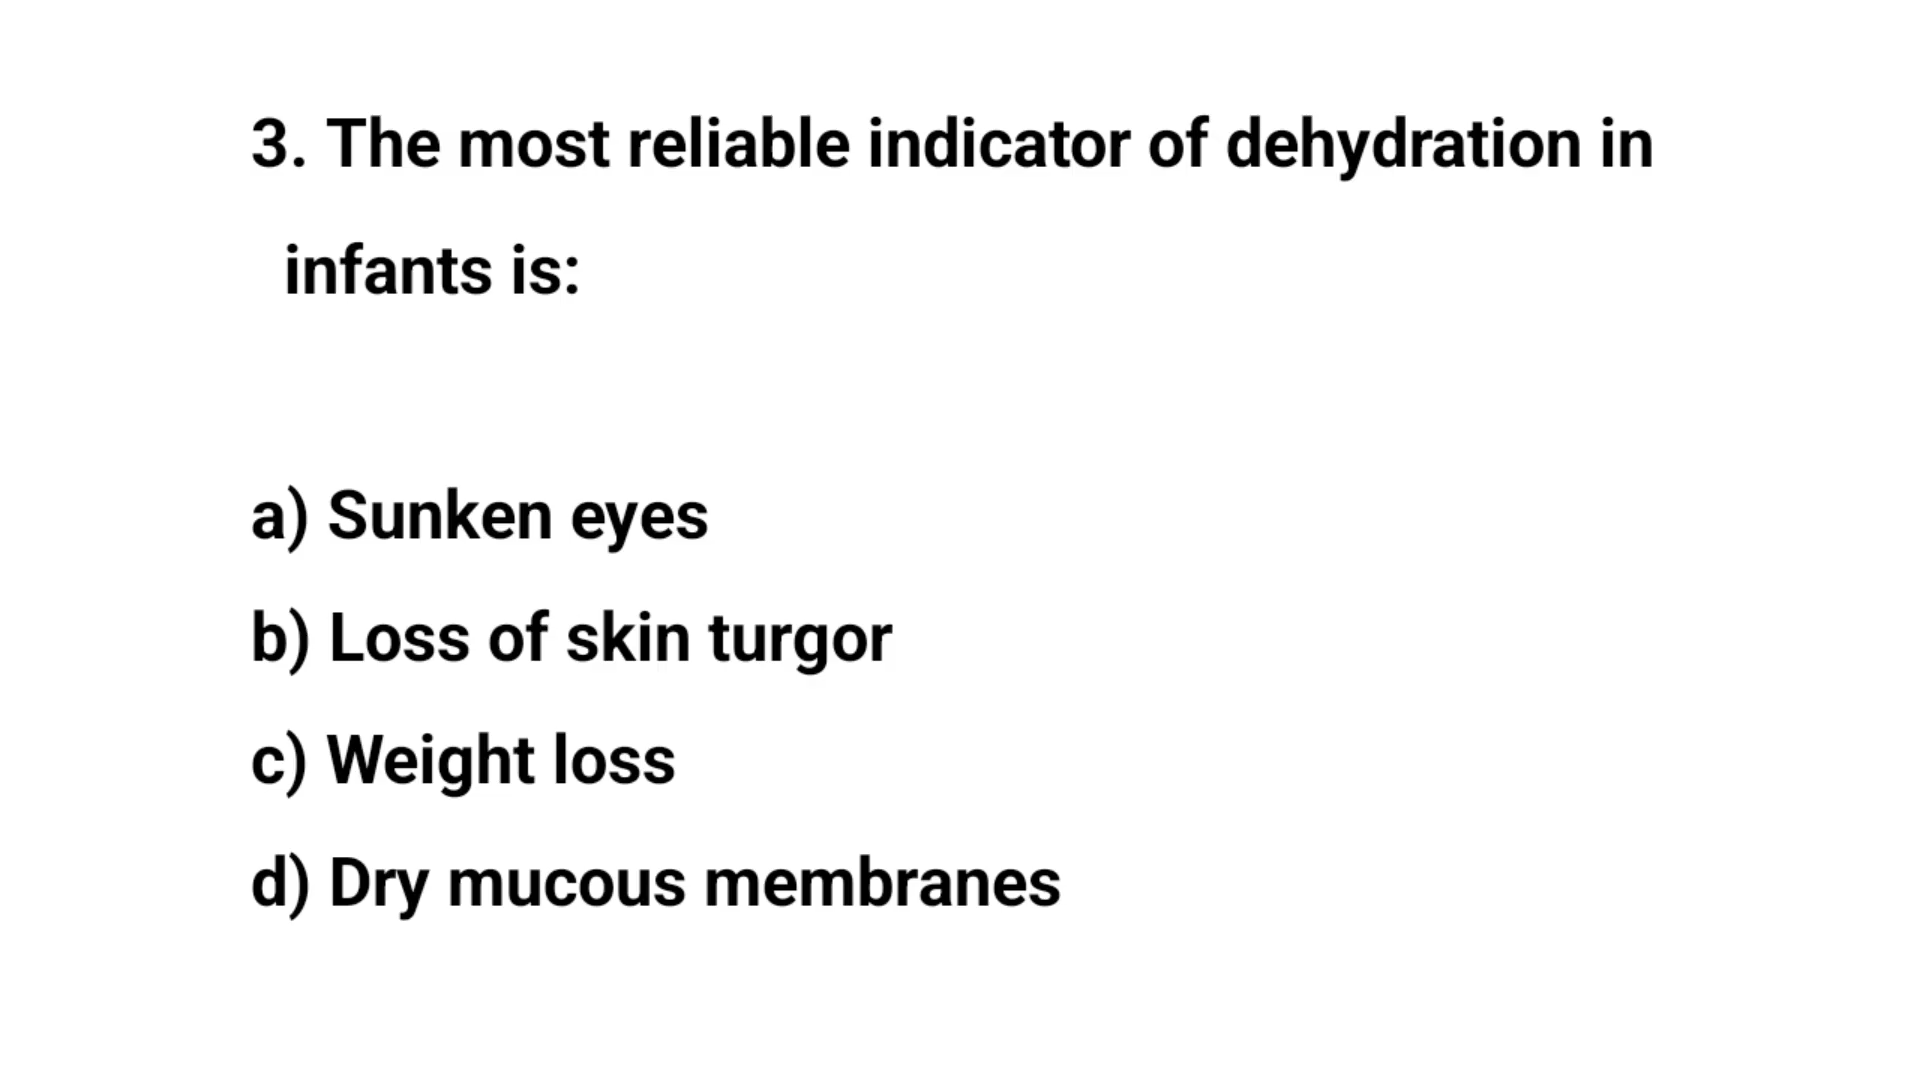 3. The most reliable indicator of dehydration in
infants is:
a) Sunken eyes
b) Loss of skin turgor
c) Weight loss
d) Dry mucous membranes